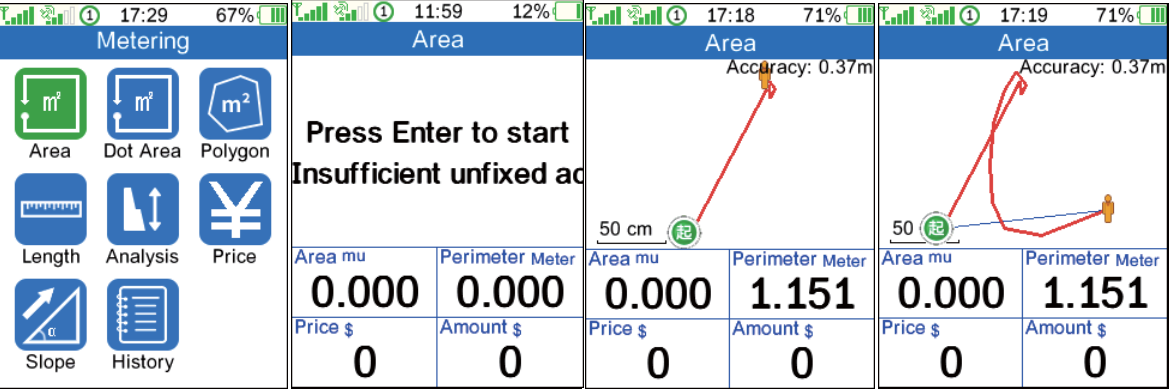 ① 17:29 67%
Metering
m² m² m²
Area Dot Area Polygon
¥
Length Analysis Price
α
Slope History
① 11:59 12%
Area
Press Enter to start
Insufficient unfixed ac
Area mu Perimeter Meter
0.000 0.000
Price $ Amount $
0 0
① 17:18 71%
Area
Accuracy: 0.37m
50 cm 起
Area mu Perimeter Meter
0.000 1.151
Price $ Amount $
0 0
① 17:19 71%
Area
Accuracy: 0.37m
50 起
Area mu Perimeter Meter
0.000 1.151
Price $ Amount $
0 0